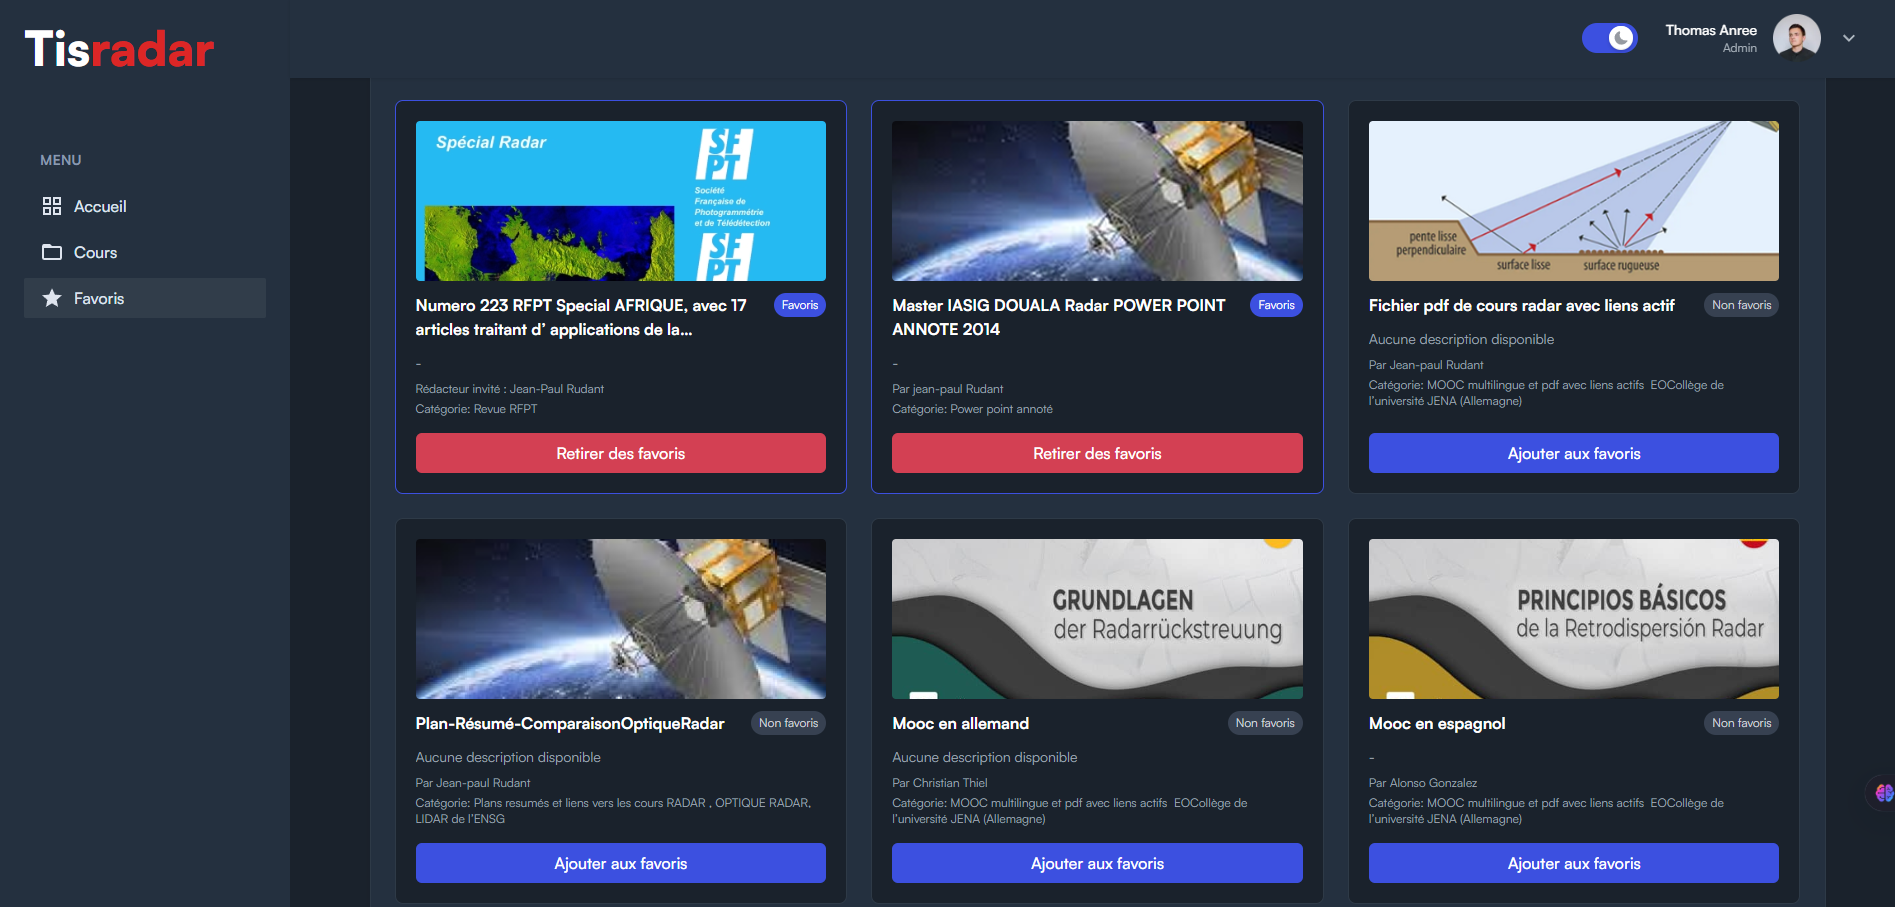 Tisradar
Thomas Anree
Admin
MENU
Accueil
Cours
Favoris
Spécial Radar
SF
PT
Société
Française de
Photogrammétrie
et de Télédétection
SF
PT
Numero 223 RFPT Special AFRIQUE, avec 17
articles traitant d’ applications de la...
Favoris
-
Rédacteur invité : Jean-Paul Rudant
Catégorie: Revue RFPT
Retirer des favoris
Master IASIG DOUALA Radar POWER POINT
ANNOTE 2014
Favoris
-
Par jean-paul Rudant
Catégorie: Power point annoté
Retirer des favoris
pente lisse
perpendiculaire
surface lisse
surface rugueuse
Fichier pdf de cours radar avec liens actif
Non favoris
Aucune description disponible
Par Jean-paul Rudant
Catégorie: MOOC multilingue et pdf avec liens actifs EOCollège de
l’université JENA (Allemagne)
Ajouter aux favoris
Plan-Résumé-ComparaisonOptiqueRadar
Non favoris
Aucune description disponible
Par Jean-paul Rudant
Catégorie: Plans resumés et liens vers les cours RADAR , OPTIQUE RADAR,
LIDAR de l’ENSG
Ajouter aux favoris
GRUNDLAGEN
der Radarrückstreuung
Mooc en allemand
Non favoris
Aucune description disponible
Par Christian Thiel
Catégorie: MOOC multilingue et pdf avec liens actifs EOCollège de
l’université JENA (Allemagne)
Ajouter aux favoris
PRINCIPIOS BÁSICOS
de la Retrodispersión Radar
Mooc en espagnol
Non favoris
-
Par Alonso Gonzalez
Catégorie: MOOC multilingue et pdf avec liens actifs EOCollège de
l’université JENA (Allemagne)
Ajouter aux favoris